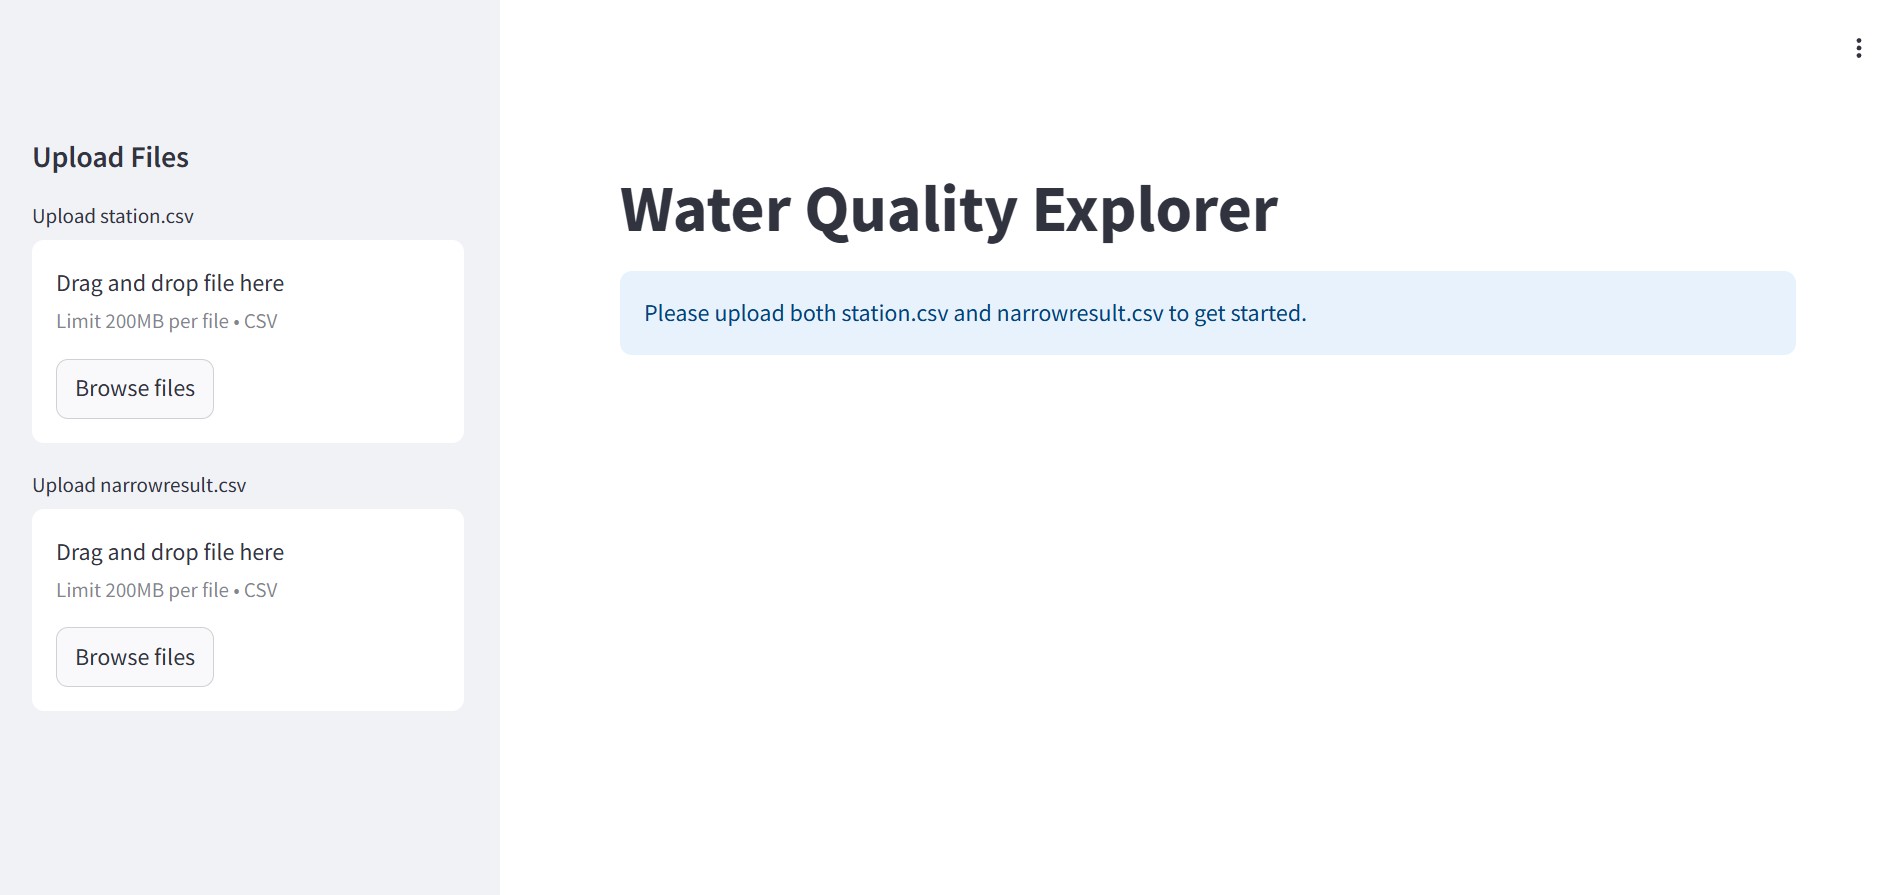 Upload Files
Upload station.csv
Drag and drop file here
Limit 200MB per file • CSV
Browse files
Upload narrowresult.csv
Drag and drop file here
Limit 200MB per file • CSV
Browse files
Water Quality Explorer
Please upload both station.csv and narrowresult.csv to get started.